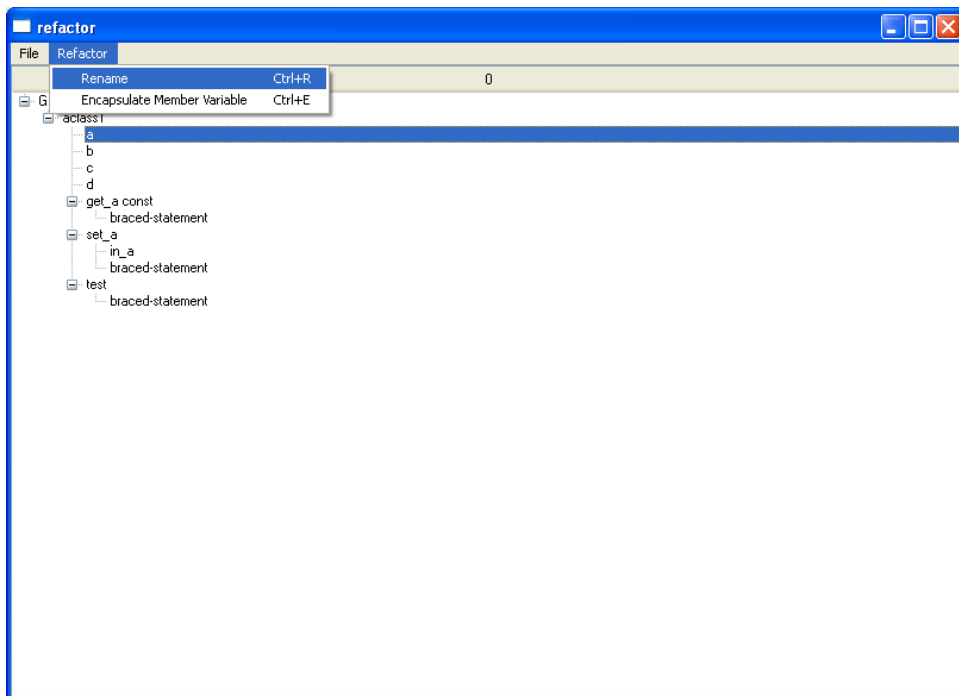 refactor
File Refactor
Rename Ctrl+R
0
Encapsulate Member Variable Ctrl+E
G
aclass1
a
b
c
d
get_a const
braced-statement
set_a
in_a
braced-statement
test
braced-statement